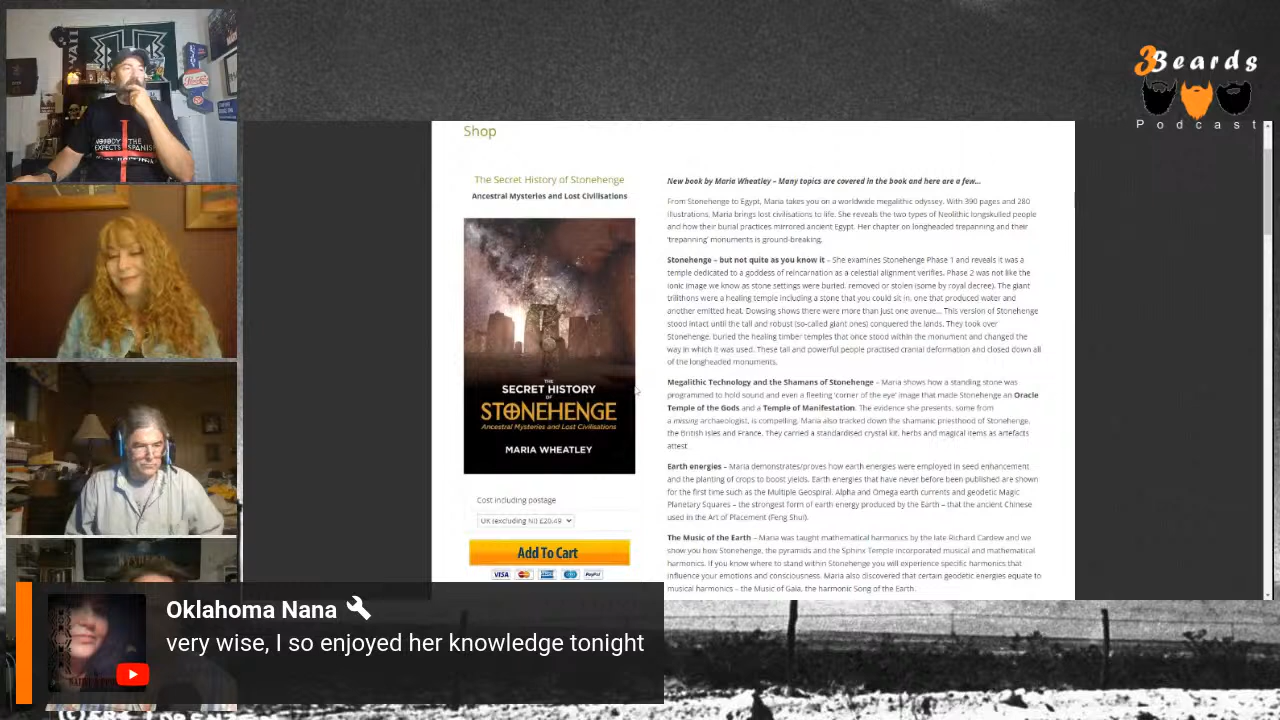 3Beards
Podcast
NOBODY THE
EXPECTS SPANISH
Shop
The Secret History of Stonehenge
Ancestral Mysteries and Lost Civilisations
THE
SECRET HISTORY
OF
STONEHENGE
Ancestral Mysteries and Lost Civilisations
MARIA WHEATLEY
Cost including postage
UK (excluding NI) £20.49
Add To Cart
VISA
PayPal
New book by Maria Wheatley – Many topics are covered in the book and here are a few...
From Stonehenge to Egypt, Maria takes you on a worldwide megalithic odyssey. With 390 pages and 280
illustrations, Maria brings lost civilisations to life. She reveals the two types of Neolithic longskulled people
and how their burial practices mirrored ancient Egypt. Her chapter on longheaded trepanning and their
'trepanning' monuments is ground-breaking.
Stonehenge – but not quite as you know it – She examines Stonehenge Phase 1 and reveals it was a
temple dedicated to a goddess of reincarnation as a celestial alignment verifies. Phase 2 was not like the
ionic image we know as stone settings were buried, removed or stolen (some by royal decree). The giant
trilithons were a healing temple including a stone that you could sit in, one that produced water and
another emitted heat. Dowsing shows there were more than just one avenue... This version of Stonehenge
stood intact until the tall and robust (so-called giant ones) conquered the lands. They took over
Stonehenge, buried the healing timber temples that once stood within the monument and changed the
way in which it was used. These tall and powerful people practised cranial deformation and closed down all
of the longheaded monuments.
Megalithic Technology and the Shamans of Stonehenge – Maria shows how a standing stone was
programmed to hold sound and even a fleeting 'corner of the eye' image that made Stonehenge an Oracle
Temple of the Gods and a Temple of Manifestation. The evidence she presents, some from
a missing archaeologist, is compelling. Maria also tracked down the shamanic priesthood of Stonehenge,
the British Isles and France. They carried a standardised crystal kit, herbs and magical items as artefacts
attest.
Earth energies – Maria demonstrates/proves how earth energies were employed in seed enhancement
and the planting of crops to boost yields. Earth energies that have never before been published are shown
for the first time such as the Multiple Geospiral, Alpha and Omega earth currents and geodetic Magic
Planetary Squares – the strongest form of earth energy produced by the Earth – that the ancient Chinese
used in the Art of Placement (Feng Shui).
The Music of the Earth – Maria was taught mathematical harmonics by the late Richard Cardew and we
show you how Stonehenge, the pyramids and the Sphinx Temple incorporated musical and mathematical
harmonics. If you know where to stand within Stonehenge you will experience specific harmonics that
influence your emotions and consciousness. Maria also discovered that certain geodetic energies equate to
musical harmonics – the Music of Gaia, the harmonic Song of the Earth.
Oklahoma Nana
very wise, I so enjoyed her knowledge tonight